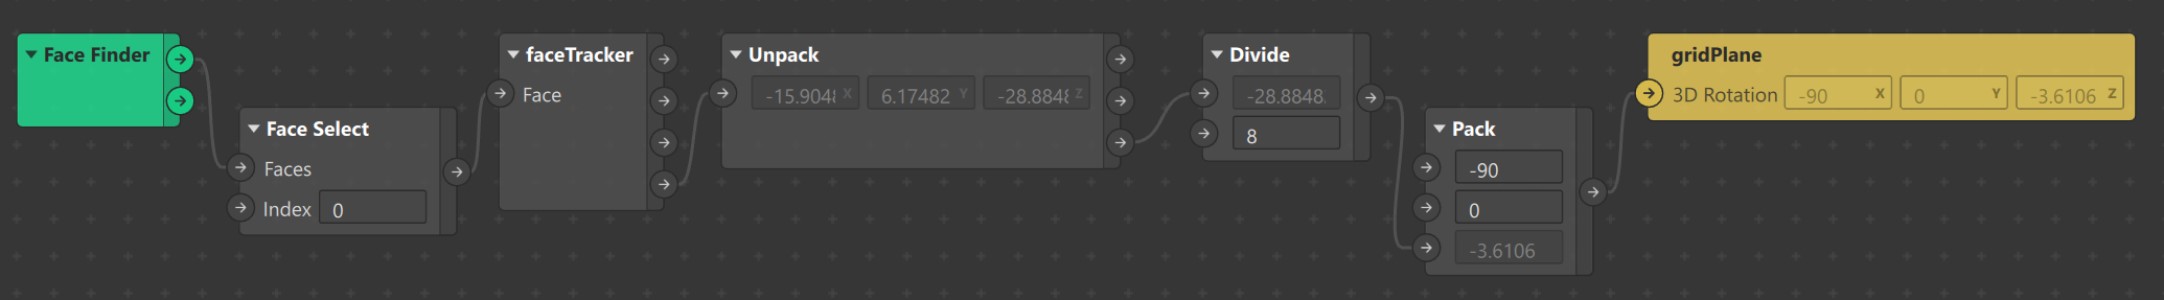 Face Finder
Face Select
Faces
Index 0
faceTracker
Face
Unpack
-15.9048 X 6.17482 Y -28.8848 Z
Divide
-28.8848.
8
Pack
-90
0
-3.6106
gridPlane
3D Rotation -90 X 0 Y -3.6106 Z